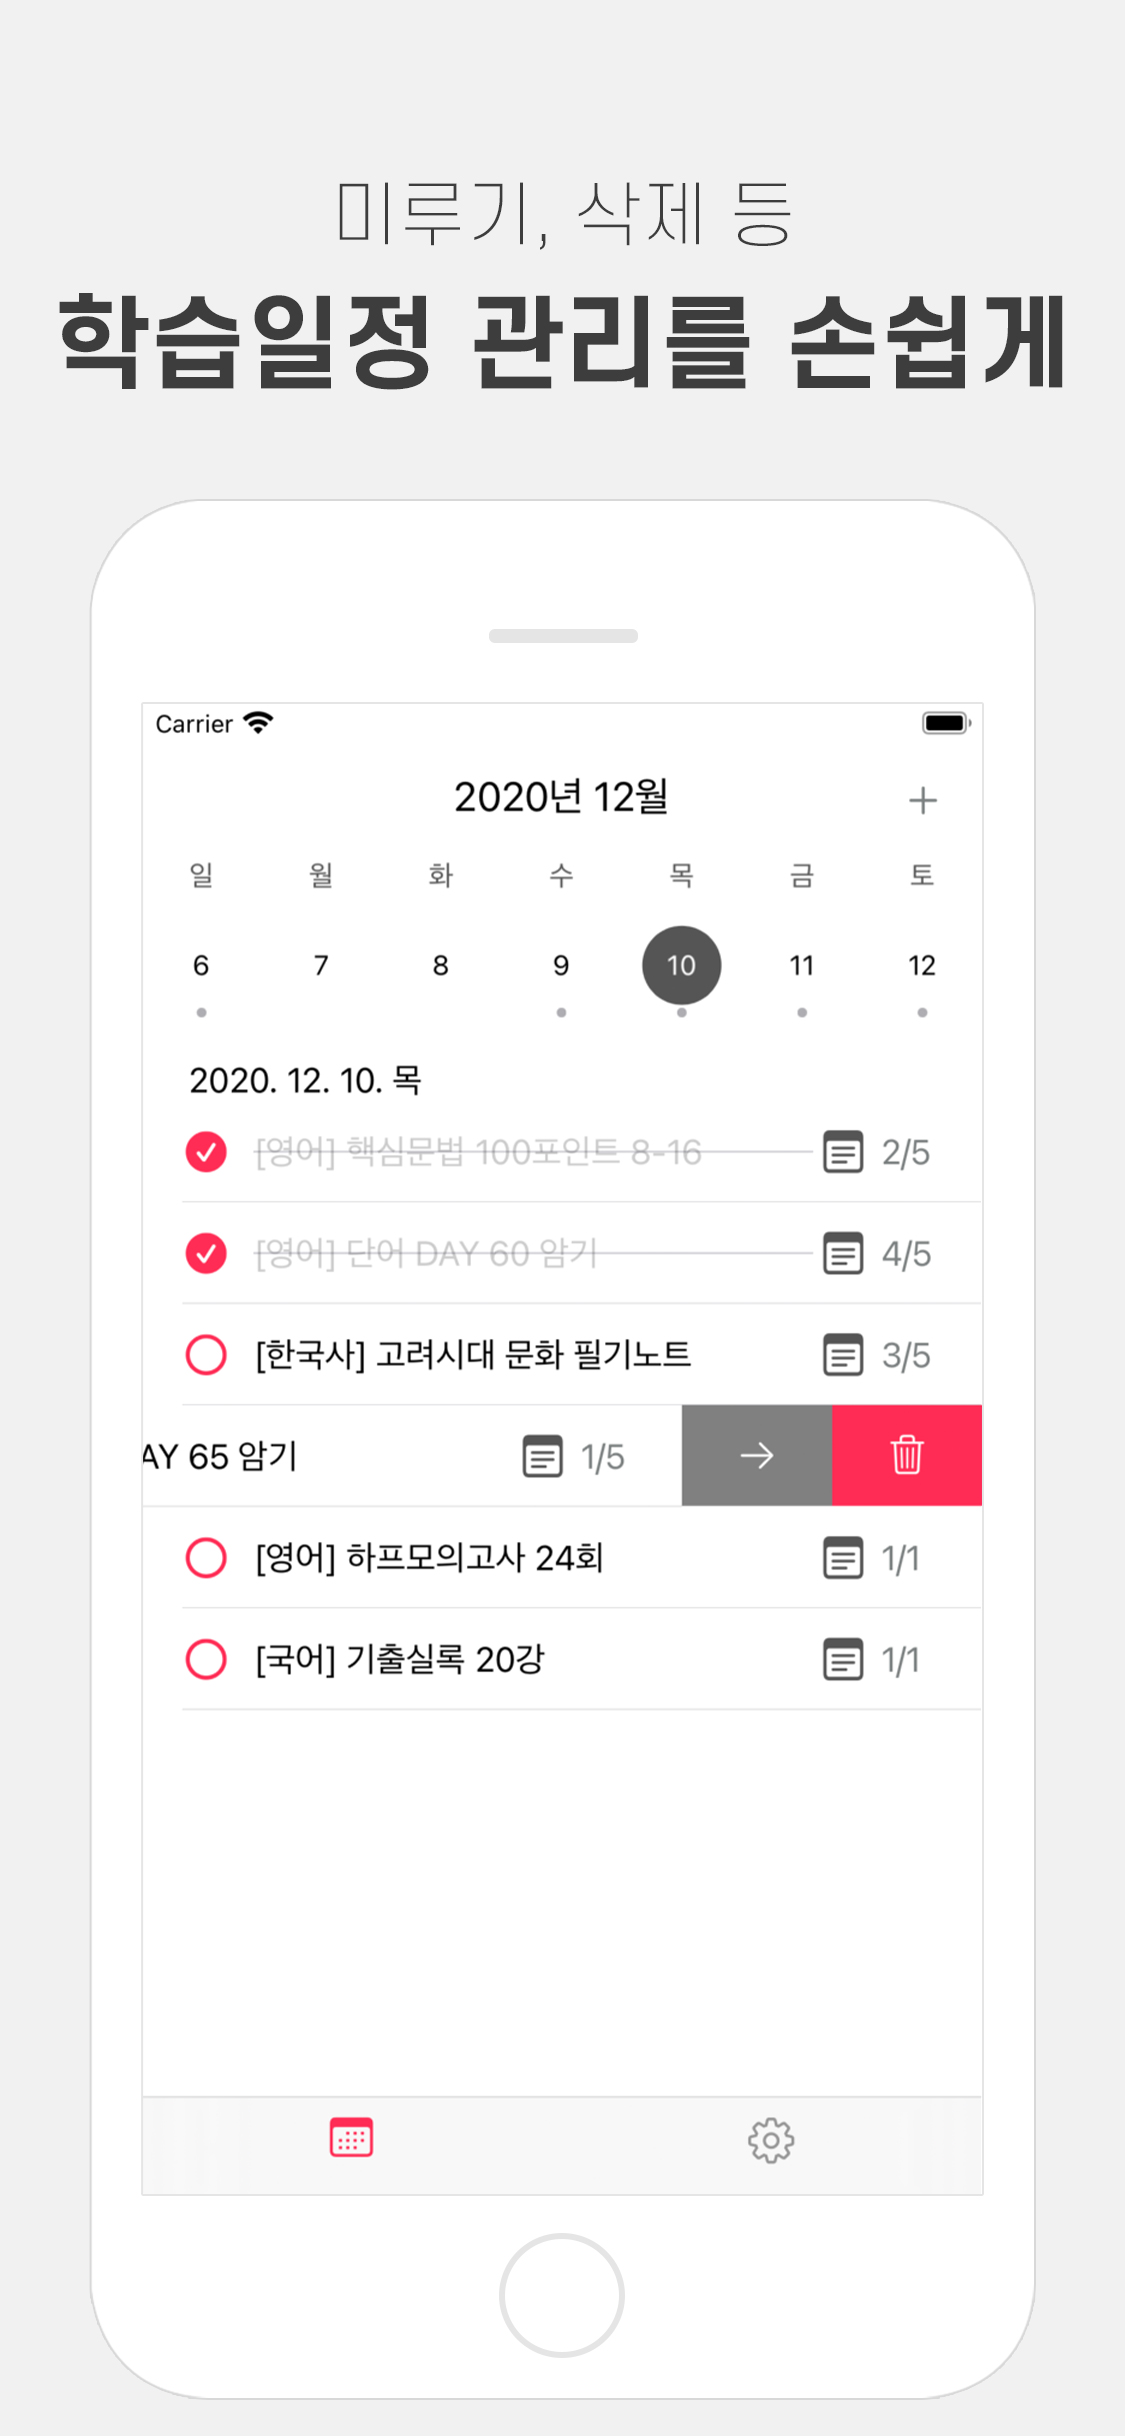 미루기, 삭제 등
학습일정 관리를 손쉽게
Carrier
2020년 12월
일 월 화 수 목 금 토
6 7 8 9 10 11 12
2020. 12. 10. 목
[영어] 핵심문법 100포인트 8-16 2/5
[영어] 단어 DAY 60 암기 4/5
[한국사] 고려시대 문화 필기노트 3/5
AY 65 암기 1/5
[영어] 하프모의고사 24회 1/1
[국어] 기출실록 20강 1/1